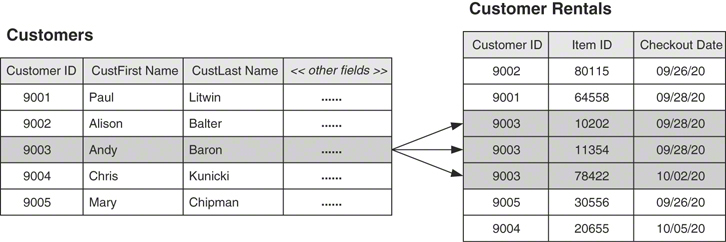 Customers
Customer ID CustFirst Name CustLast Name << other fields >>
9001 Paul Litwin ......
9002 Alison Balter ......
9003 Andy Baron ......
9004 Chris Kunicki ......
9005 Mary Chipman ......
Customer Rentals
Customer ID Item ID Checkout Date
9002 80115 09/26/20
9001 64558 09/28/20
9003 10202 09/28/20
9003 11354 09/28/20
9003 78422 10/02/20
9005 30556 09/26/20
9004 20655 10/05/20